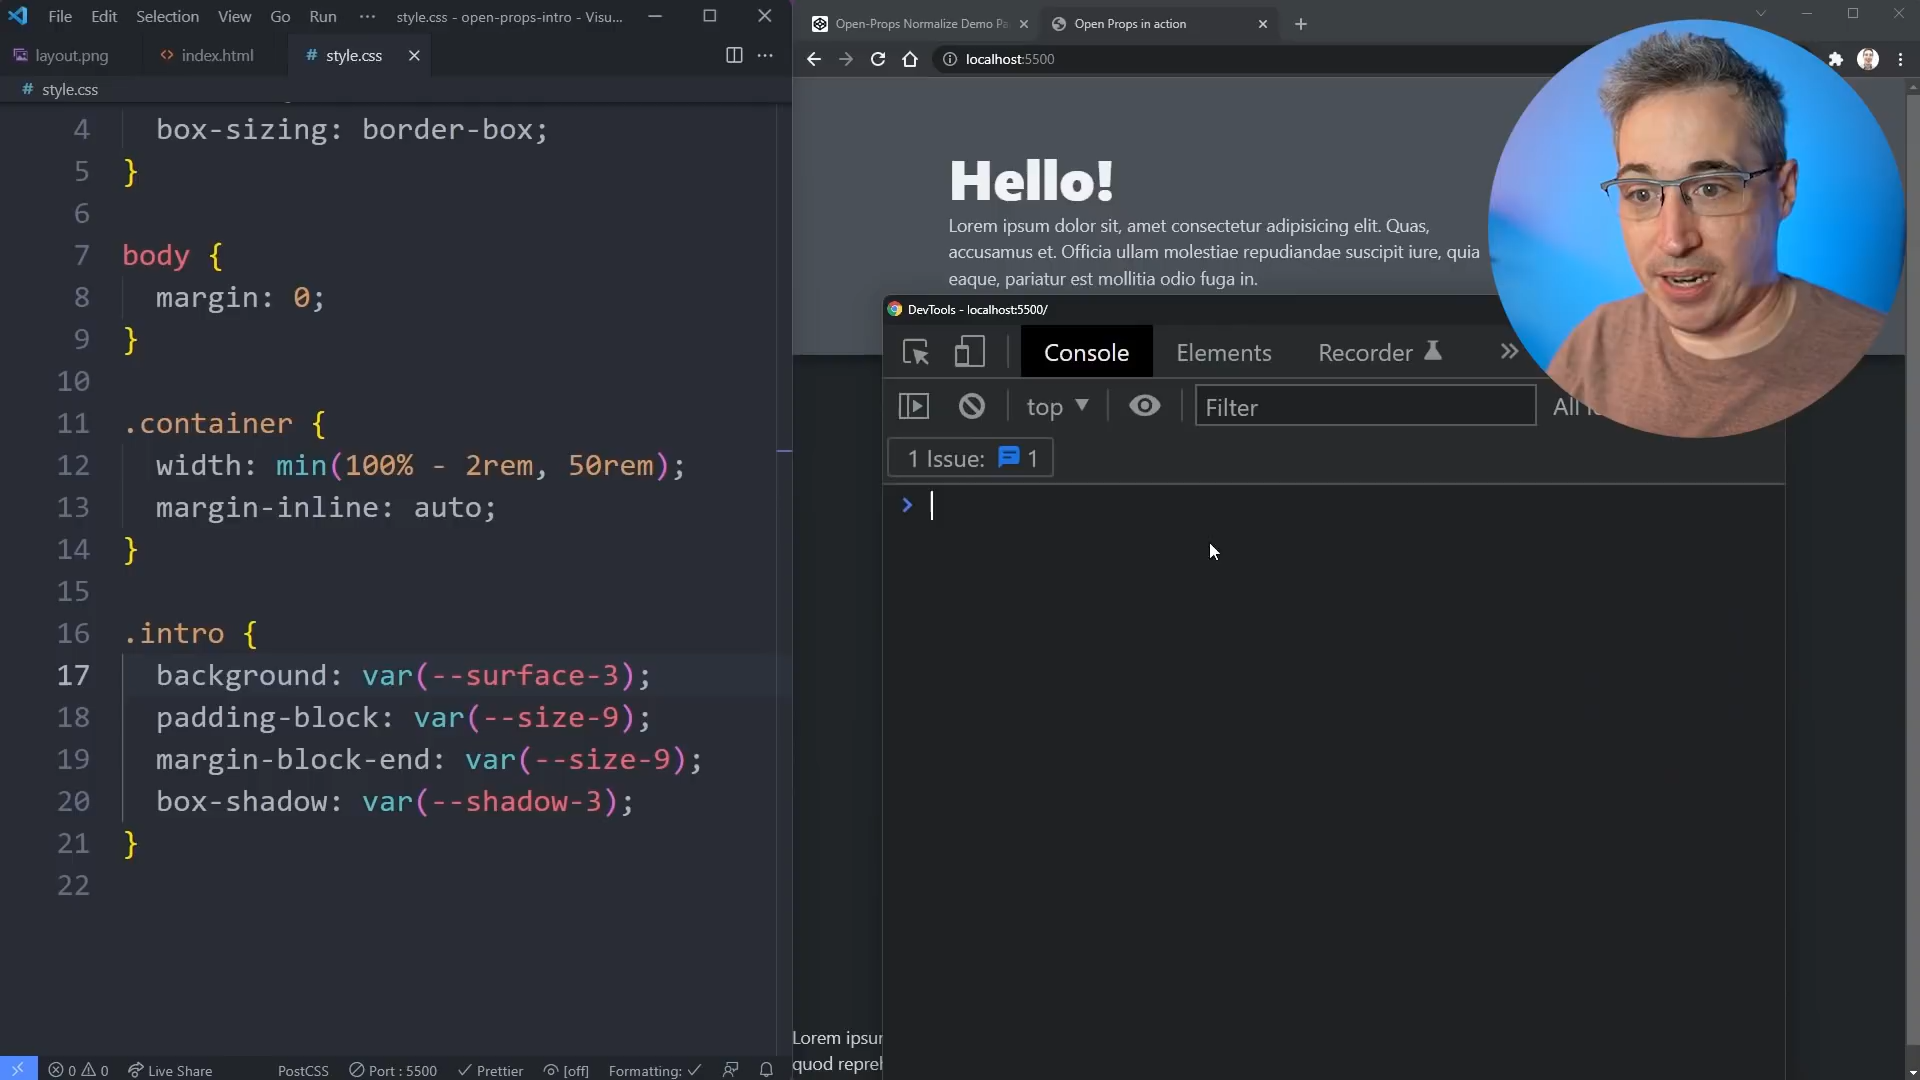 File Edit Selection View Go Run ··· style.css - open-props-intro - Visu...
layout.png index.html # style.css
# style.css
4 box-sizing: border-box;
5 }
6
7 body {
8 margin: 0;
9 }
10
11 .container {
12 width: min(100% - 2rem, 50rem);
13 margin-inline: auto;
14 }
15
16 .intro {
17 background: var(--surface-3);
18 padding-block: var(--size-9);
19 margin-block-end: var(--size-9);
20 box-shadow: var(--shadow-3);
21 }
22
0 0 Live Share PostCSS Port : 5500 Prettier [off] Formating:
Open-Props Normalize Demo Pa
Open Props in action
localhost:5500
Hello!
Lorem ipsum dolor sit, amet consectetur adipisicing elit. Quas,
accusamus et. Officia ullam molestiae repudiandae suscipit iure, quia
eaque, pariatur est mollitia odio fuga in.
DevTools - localhost:5500/
Console Elements Recorder
top Filter All
1 Issue: 1
Lorem ipsu
quod repreh